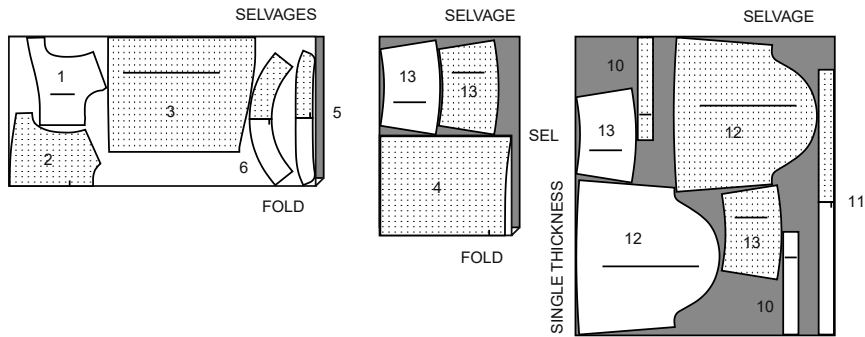 SELVAGES
1
2
3
5
6
FOLD
SELVAGE
13
13
SEL
4
FOLD
SELVAGE
10
12
13
SINGLE THICKNESS
12
13
10
11